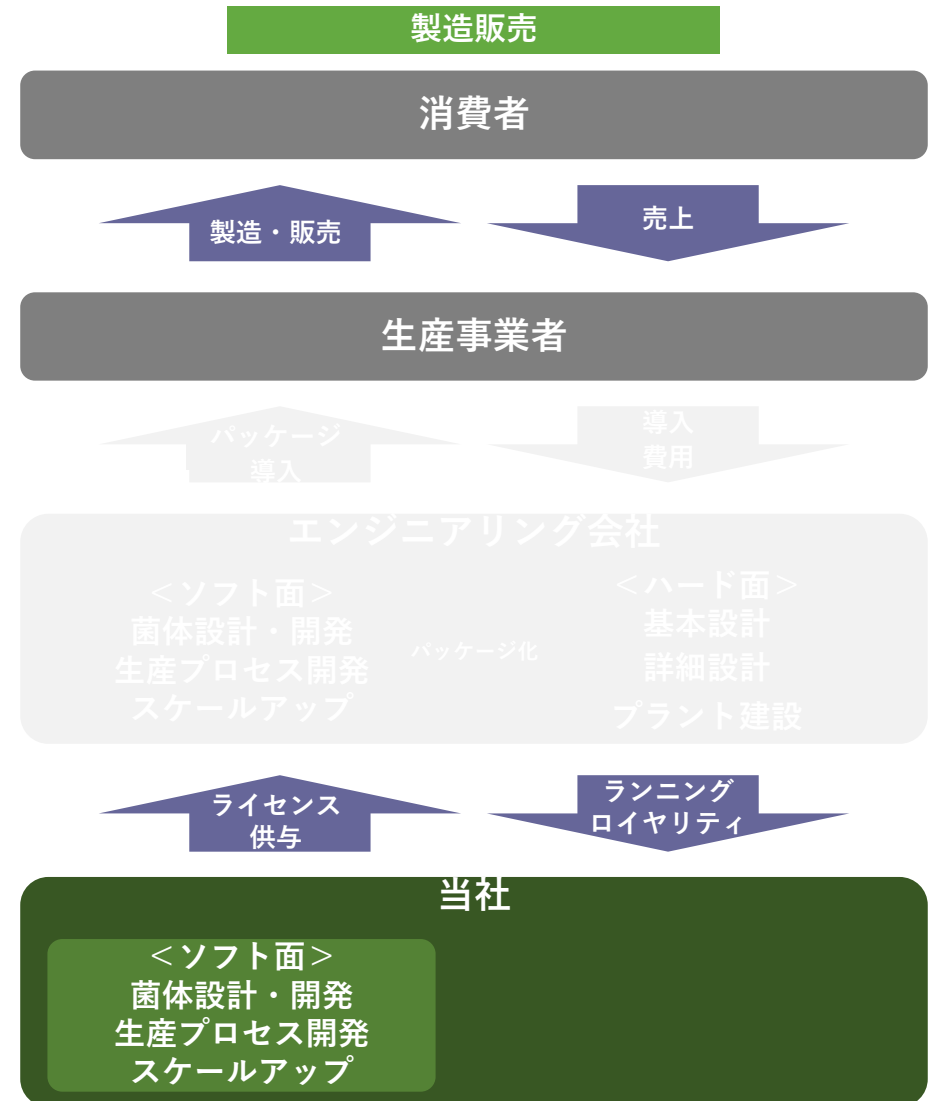 製造販売
消費者
製造・販売
売上
生産事業者
パッケージ
導入
導入
費用
エンジニアリング会社
＜ソフト面＞
菌体設計・開発
生産プロセス開発
スケールアップ
パッケージ化
＜ハード面＞
基本設計
詳細設計
プラント建設
ライセンス
供与
ランニング
ロイヤリティ
当社
＜ソフト面＞
菌体設計・開発
生産プロセス開発
スケールアップ